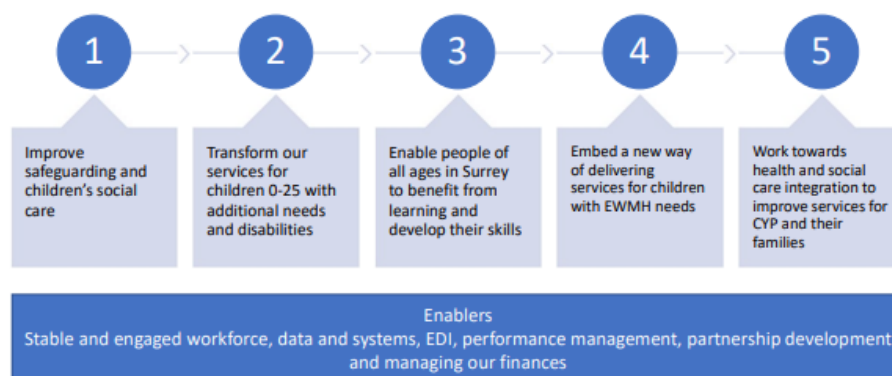 1
2
3
4
5
Improve
safeguarding and
children's social
care
Transform our
services for
children 0-25 with
additional needs
and disabilities
Enable people of
all ages in Surrey
to benefit from
learning and
develop their skills
Embed a new way
of delivering
services for children
with EWMH needs
Work towards
health and social
care integration to
improve services for
CYP and their
families
Enablers
Stable and engaged workforce, data and systems, EDI, performance management, partnership development
and managing our finances